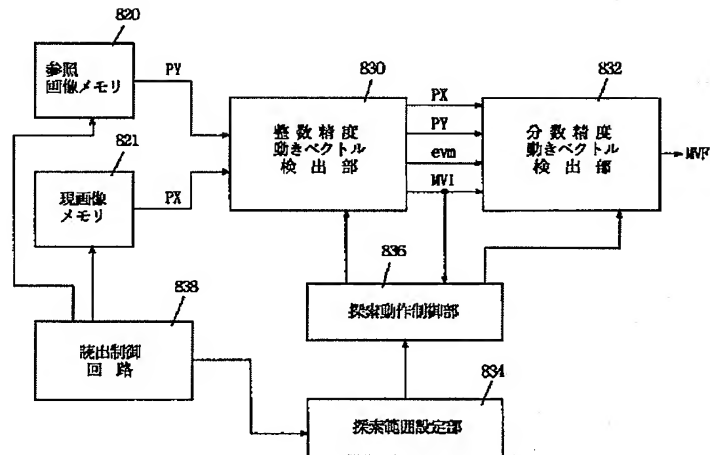 820
参照
画像メモリ
PY
830
整数精度
動きベクトル
検出部
PX
PY
evm
MVI
832
分数精度
動きベクトル
検出部
MVF
821
現画像
メモリ
PX
836
探索動作制御部
838
読出制御
回路
834
探索範囲設定部